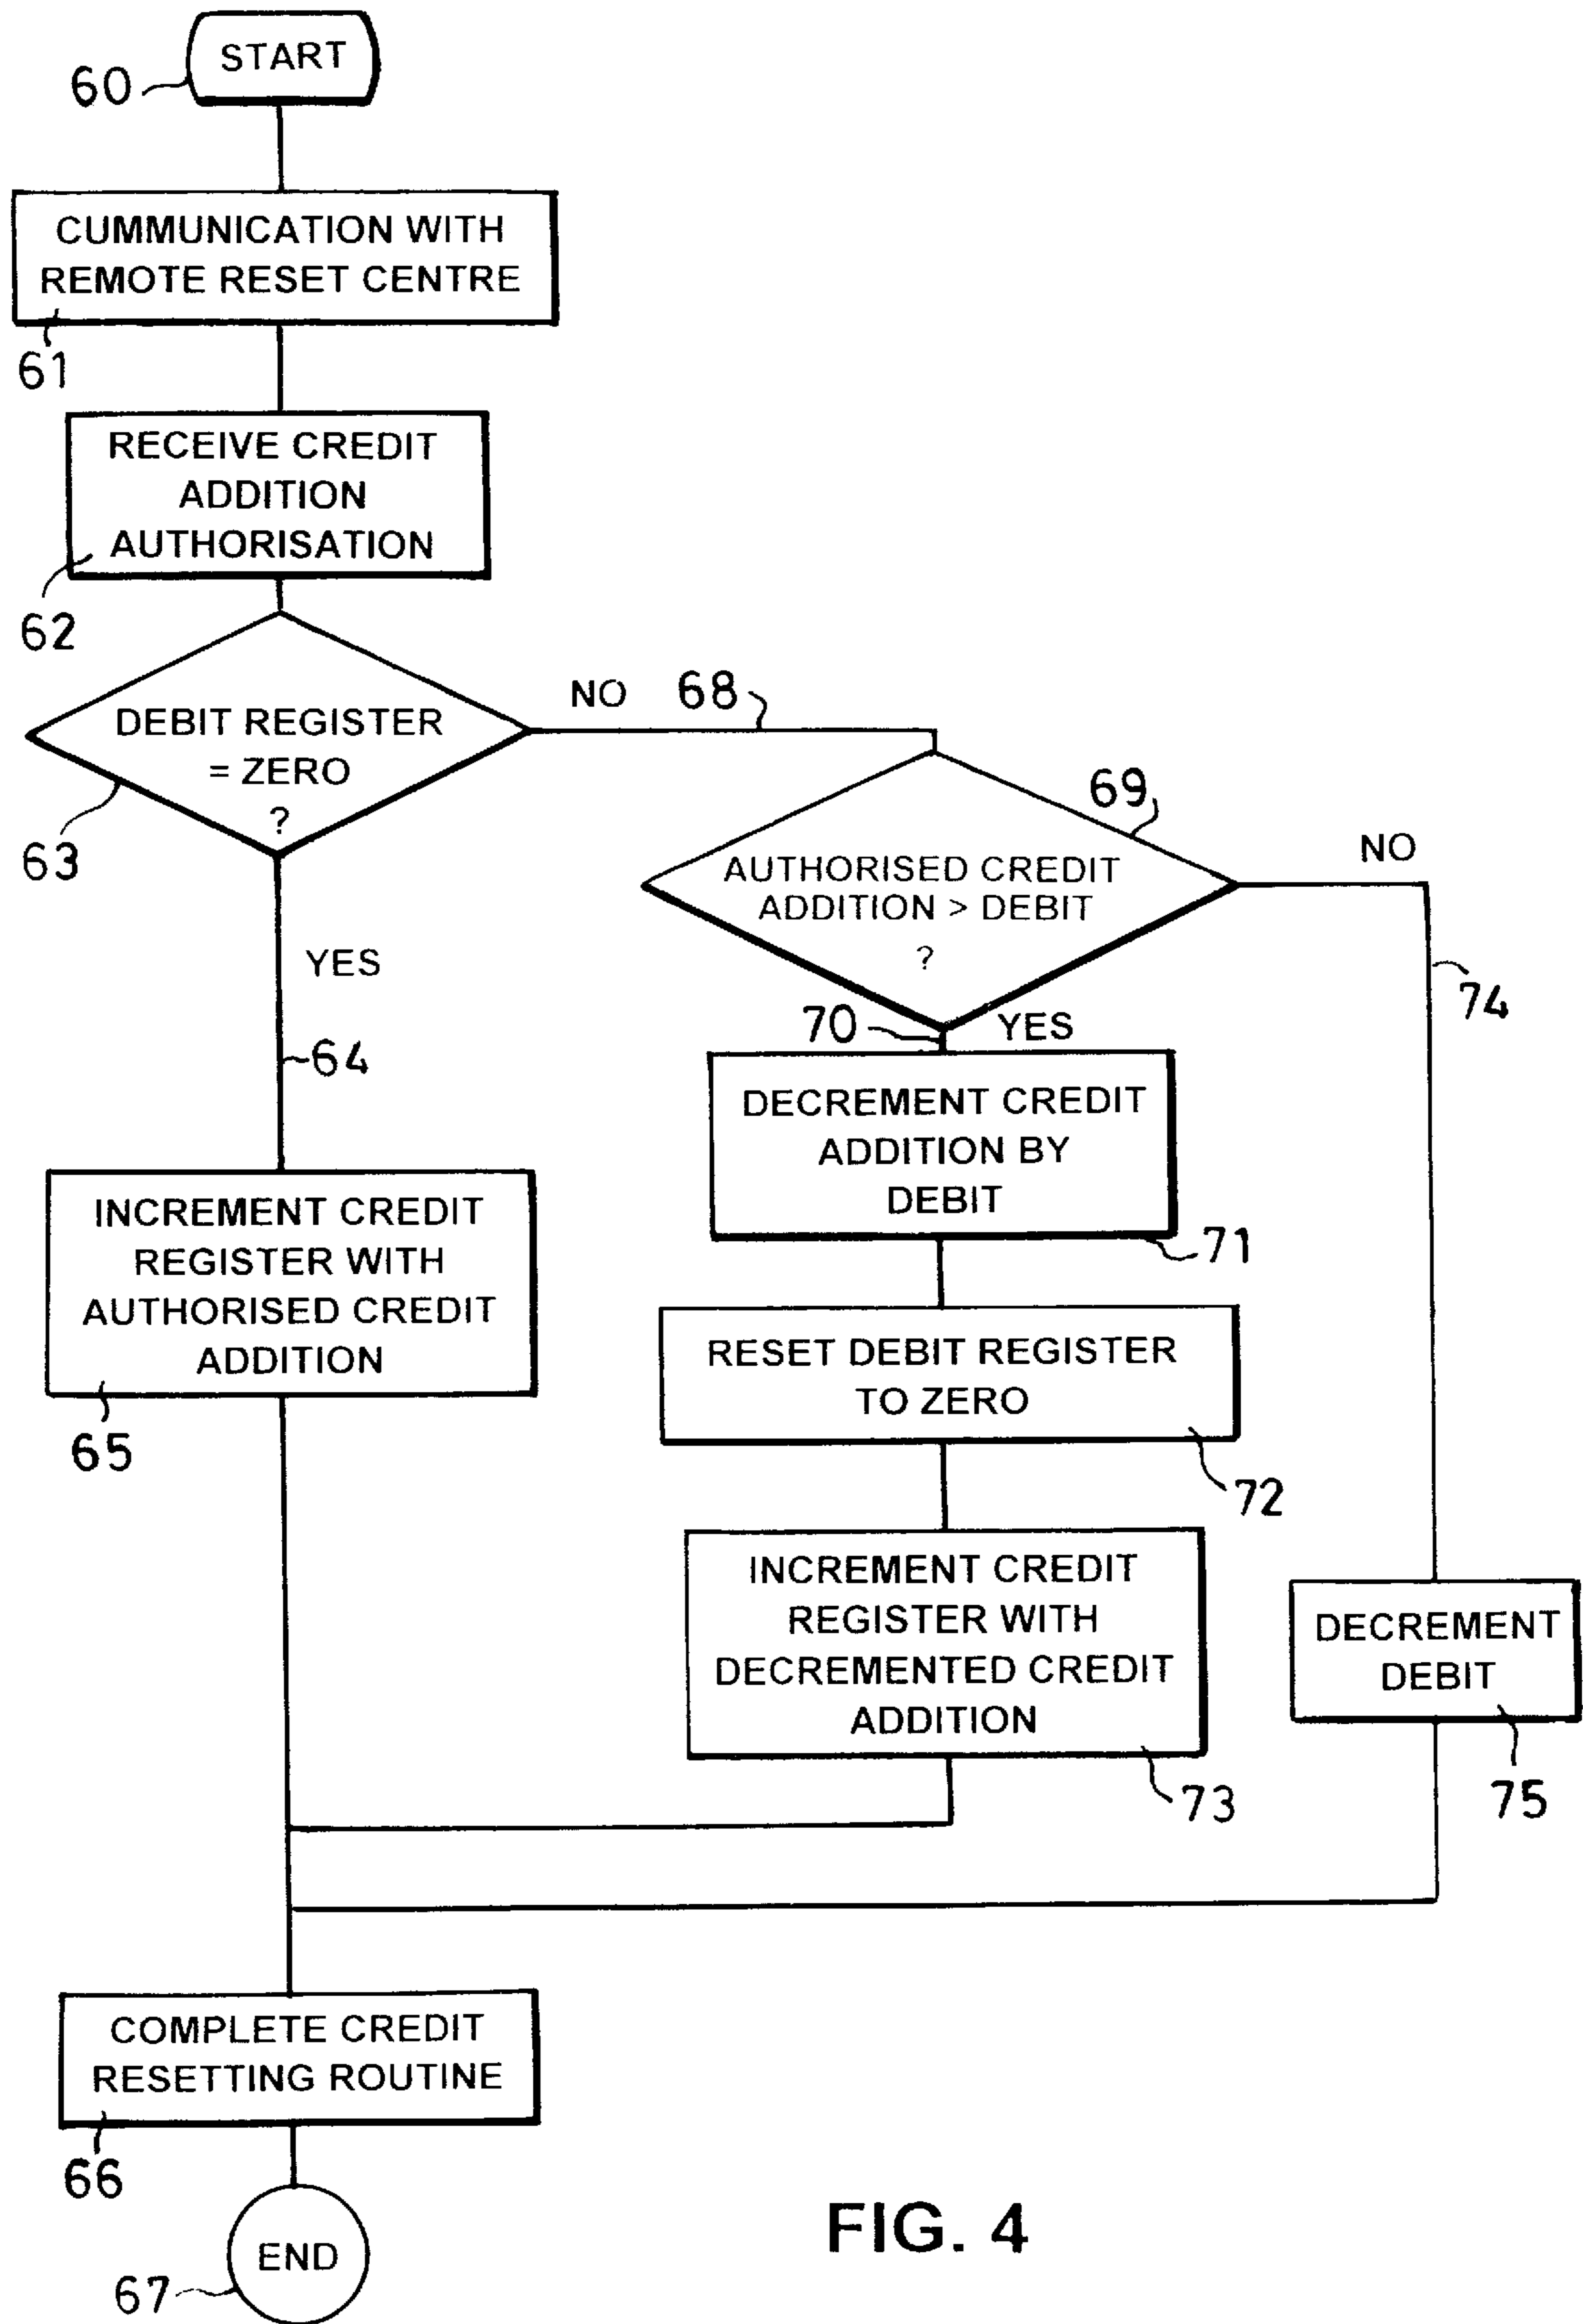 START
60
CUMMUNICATION WITH
REMOTE RESET CENTRE
61
RECEIVE CREDIT
ADDITION
AUTHORISATION
62
DEBIT REGISTER
= ZERO
?
63
NO
68
AUTHORISED CREDIT
ADDITION > DEBIT
?
69
NO
74
YES
64
70
YES
DECREMENT CREDIT
ADDITION BY
DEBIT
71
INCREMENT CREDIT
REGISTER WITH
AUTHORISED CREDIT
ADDITION
65
RESET DEBIT REGISTER
TO ZERO
72
INCREMENT CREDIT
REGISTER WITH
DECREMENTED CREDIT
ADDITION
73
DECREMENT
DEBIT
75
COMPLETE CREDIT
RESETTING ROUTINE
66
END
67
FIG. 4